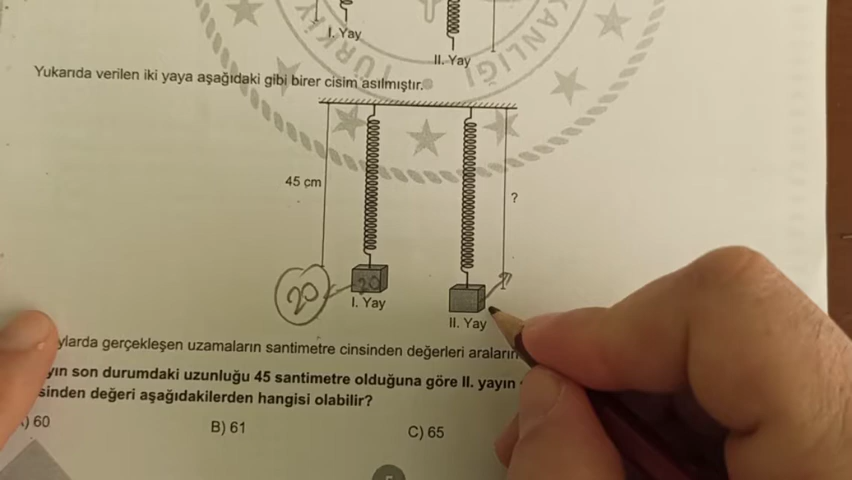 I. Yay
II. Yay
TÜRKİY
KANLIĞI
Yukarıda verilen iki yaya aşağıdaki gibi birer cisim asılmıştır.
45 cm
?
20
20
I. Yay
II. Yay
ylarda gerçekleşen uzamaların santimetre cinsinden değerleri araların
yın son durumdaki uzunluğu 45 santimetre olduğuna göre II. yayın
sinden değeri aşağıdakilerden hangisi olabilir?
) 60
B) 61
C) 65